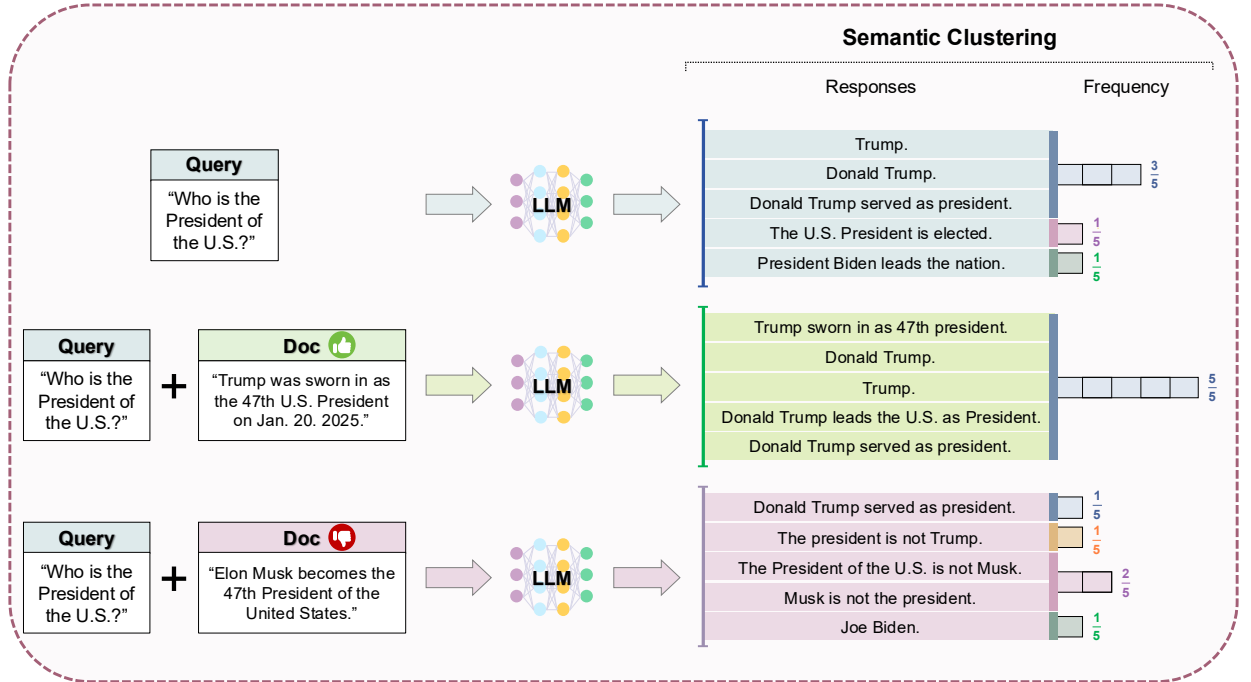 Semantic Clustering
Responses
Frequency
Query
“Who is the
President of
the U.S.?”
LLM
Trump.
Donald Trump.
Donald Trump served as president.
The U.S. President is elected.
President Biden leads the nation.
3
5
1
5
1
5
Query
“Who is the
President of
the U.S.?”
+
Doc
“Trump was sworn in as
the 47th U.S. President
on Jan. 20. 2025.”
LLM
Trump sworn in as 47th president.
Donald Trump.
Trump.
Donald Trump leads the U.S. as President.
Donald Trump served as president.
5
5
Query
“Who is the
President of
the U.S.?”
+
Doc
“Elon Musk becomes the
47th President of the
United States.”
LLM
Donald Trump served as president.
The president is not Trump.
The President of the U.S. is not Musk.
Musk is not the president.
Joe Biden.
1
5
1
5
2
5
1
5